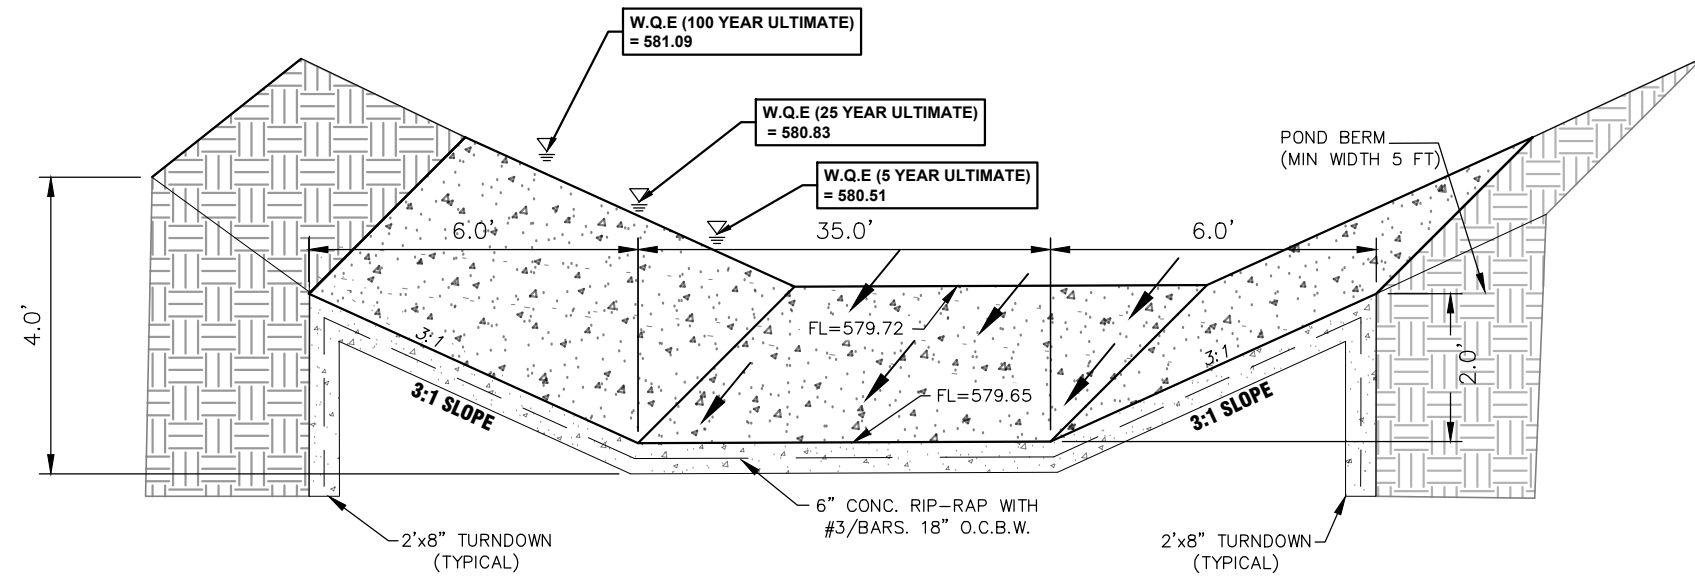 W.Q.E (100 YEAR ULTIMATE)
= 581.09
W.Q.E (25 YEAR ULTIMATE)
= 580.83
W.Q.E (5 YEAR ULTIMATE)
= 580.51
POND BERM
(MIN WIDTH 5 FT)
6.0'
35.0'
6.0'
4.0'
FL=579.72
3:1
3:1
2.0'
3:1 SLOPE
FL=579.65
3:1 SLOPE
6" CONC. RIP-RAP WITH
#3/BARS. 18" O.C.B.W.
2'x8" TURNDOWN
(TYPICAL)
2'x8" TURNDOWN
(TYPICAL)